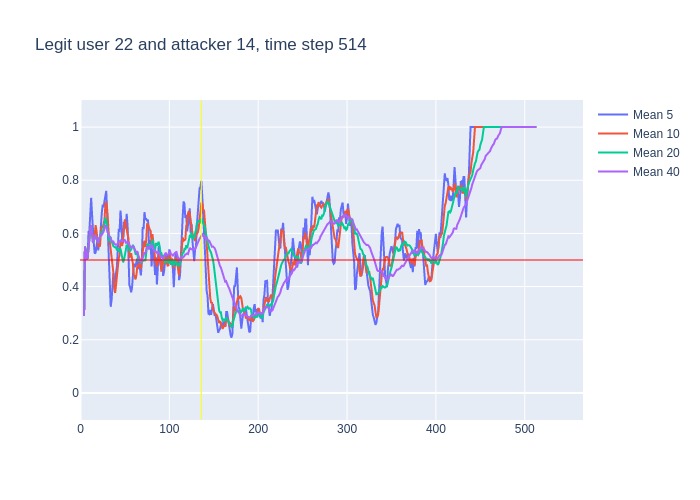 Legit user 22 and attacker 14, time step 514
Mean 5
Mean 10
Mean 20
Mean 40
1
0.8
0.6
0.4
0.2
0
0 100 200 300 400 500